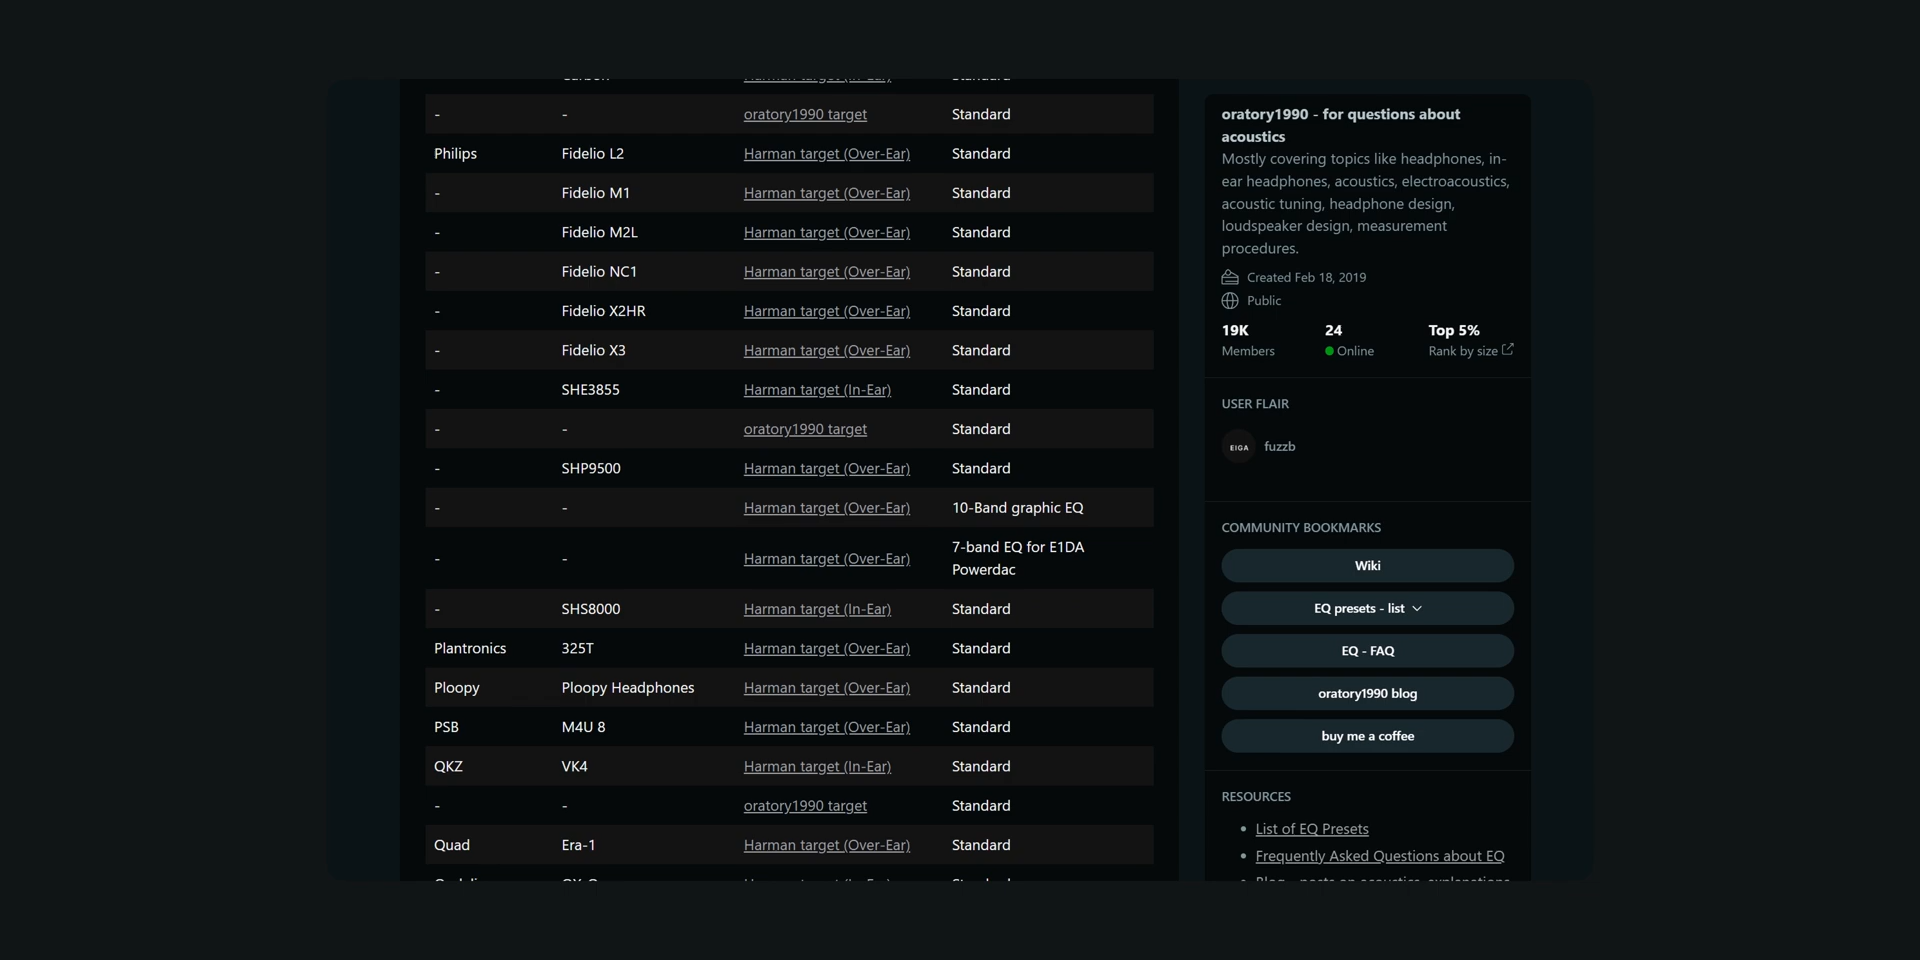 - - oratory1990 target Standard
Philips Fidelio L2 Harman target (Over-Ear) Standard
- Fidelio M1 Harman target (Over-Ear) Standard
- Fidelio M2L Harman target (Over-Ear) Standard
- Fidelio NC1 Harman target (Over-Ear) Standard
- Fidelio X2HR Harman target (Over-Ear) Standard
- Fidelio X3 Harman target (Over-Ear) Standard
- SHE3855 Harman target (In-Ear) Standard
- - oratory1990 target Standard
- SHP9500 Harman target (Over-Ear) Standard
- - Harman target (Over-Ear) 10-Band graphic EQ
- - Harman target (Over-Ear) 7-band EQ for E1DA
Powerdac
- SHS8000 Harman target (In-Ear) Standard
Plantronics 325T Harman target (Over-Ear) Standard
Ploopy Ploopy Headphones Harman target (Over-Ear) Standard
PSB M4U 8 Harman target (Over-Ear) Standard
QKZ VK4 Harman target (In-Ear) Standard
- - oratory1990 target Standard
Quad Era-1 Harman target (Over-Ear) Standard
oratory1990 - for questions about
acoustics
Mostly covering topics like headphones, in-
ear headphones, acoustics, electroacoustics,
acoustic tuning, headphone design,
loudspeaker design, measurement
procedures.
Created Feb 18, 2019
Public
19K 24 Top 5%
Members Online Rank by size
USER FLAIR
EIGA fuzzb
COMMUNITY BOOKMARKS
Wiki
EQ presets - list
EQ - FAQ
oratory1990 blog
buy me a coffee
RESOURCES
• List of EQ Presets
• Frequently Asked Questions about EQ